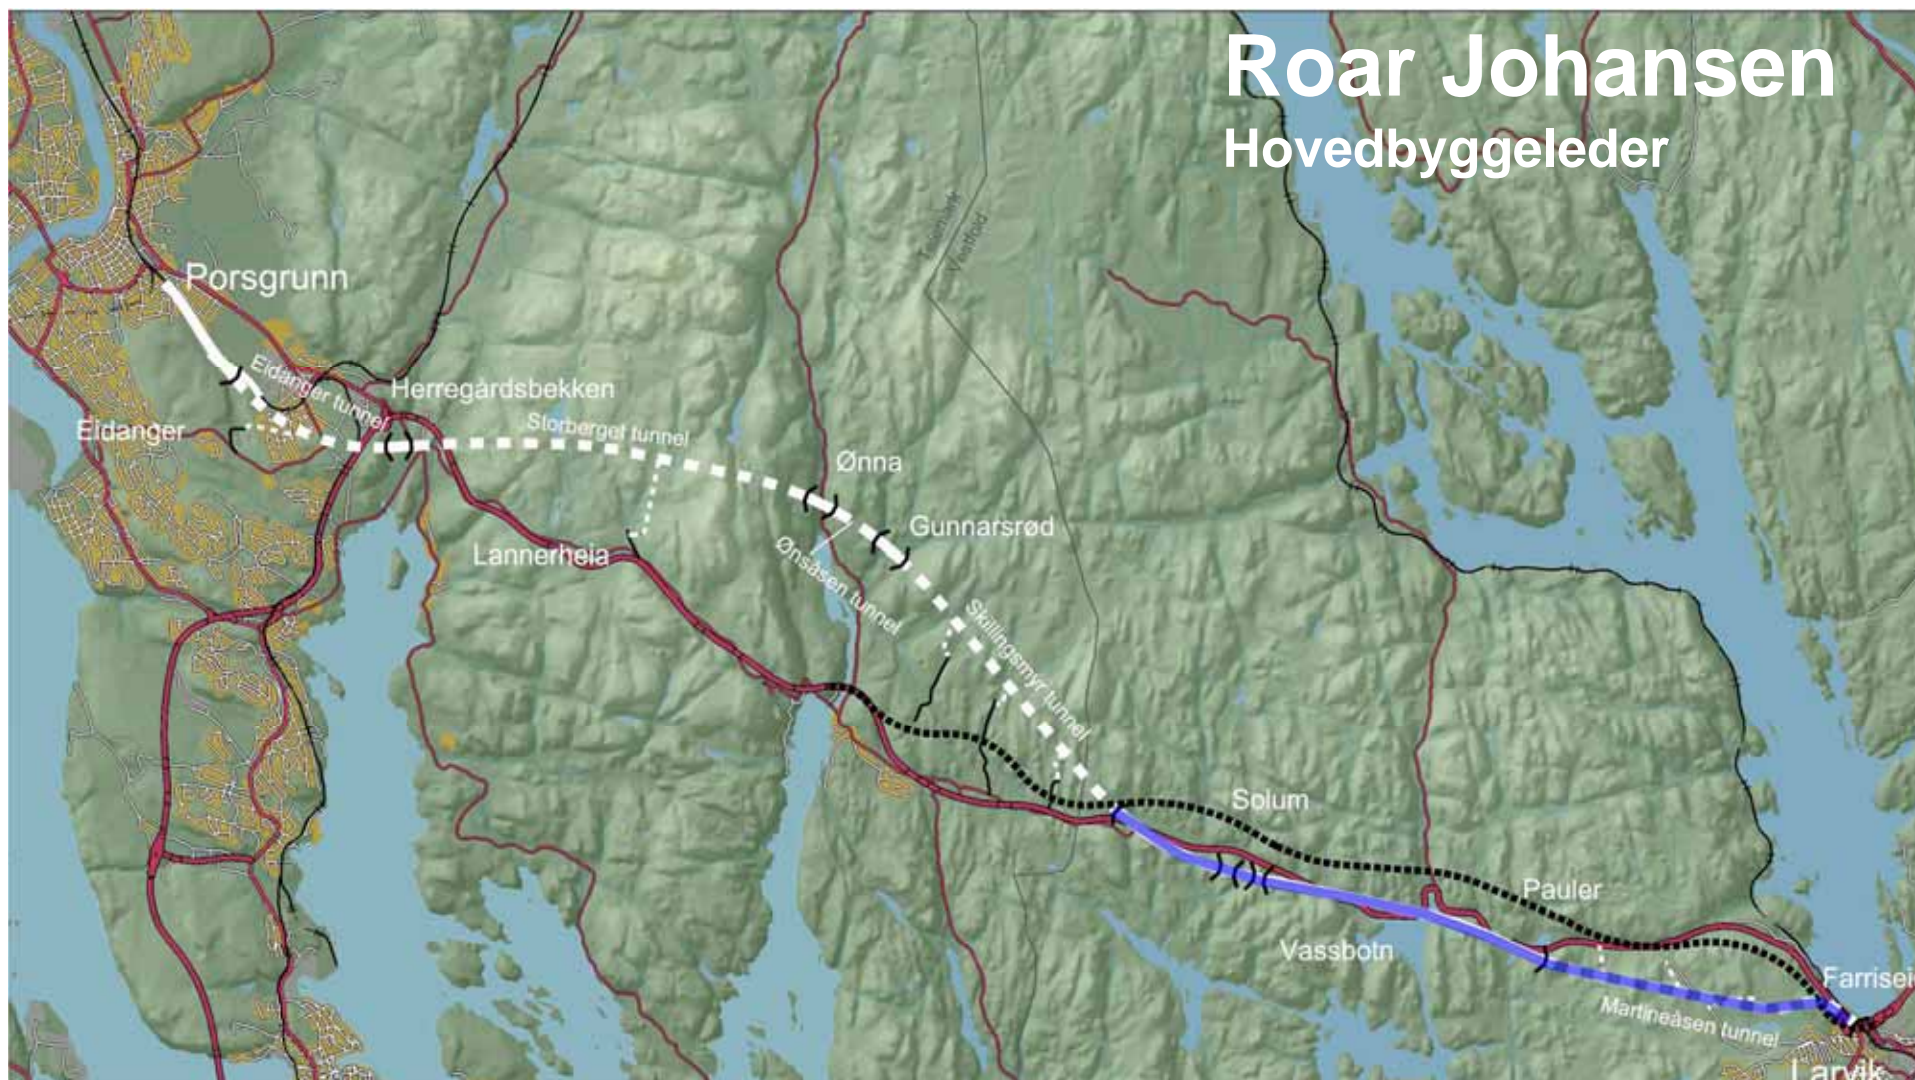 Roar Johansen
Hovedbyggeleder
Telemark
Vestfold
Porsgrunn
Eidanger tunnel
Herregårdsbekken
Eidanger
Storberget tunnel
Ønna
Gunnarsrød
Lannerheia
Ønsåsen tunnel
Skillingsmyr tunnel
Solum
Pauler
Vassbotn
Farrisei
Martineåsen tunnel
Larvik